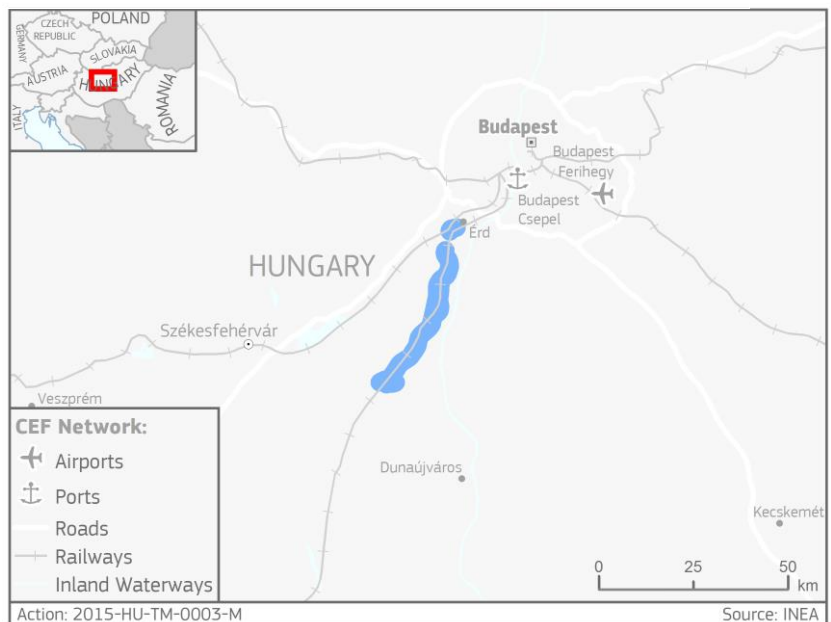 POLAND
CZECH
REPUBLIC
GERMANY
SLOVAKIA
AUSTRIA
HUNGARY
ROMANIA
ITALY
Budapest
Budapest
Ferihegy
Budapest
Csepel
Érd
HUNGARY
Székesfehérvár
Veszprém
Dunaújváros
Kecskemét
CEF Network:
Airports
Ports
Roads
Railways
Inland Waterways
0 25 50
km
Action: 2015-HU-TM-0003-M
Source: INEA